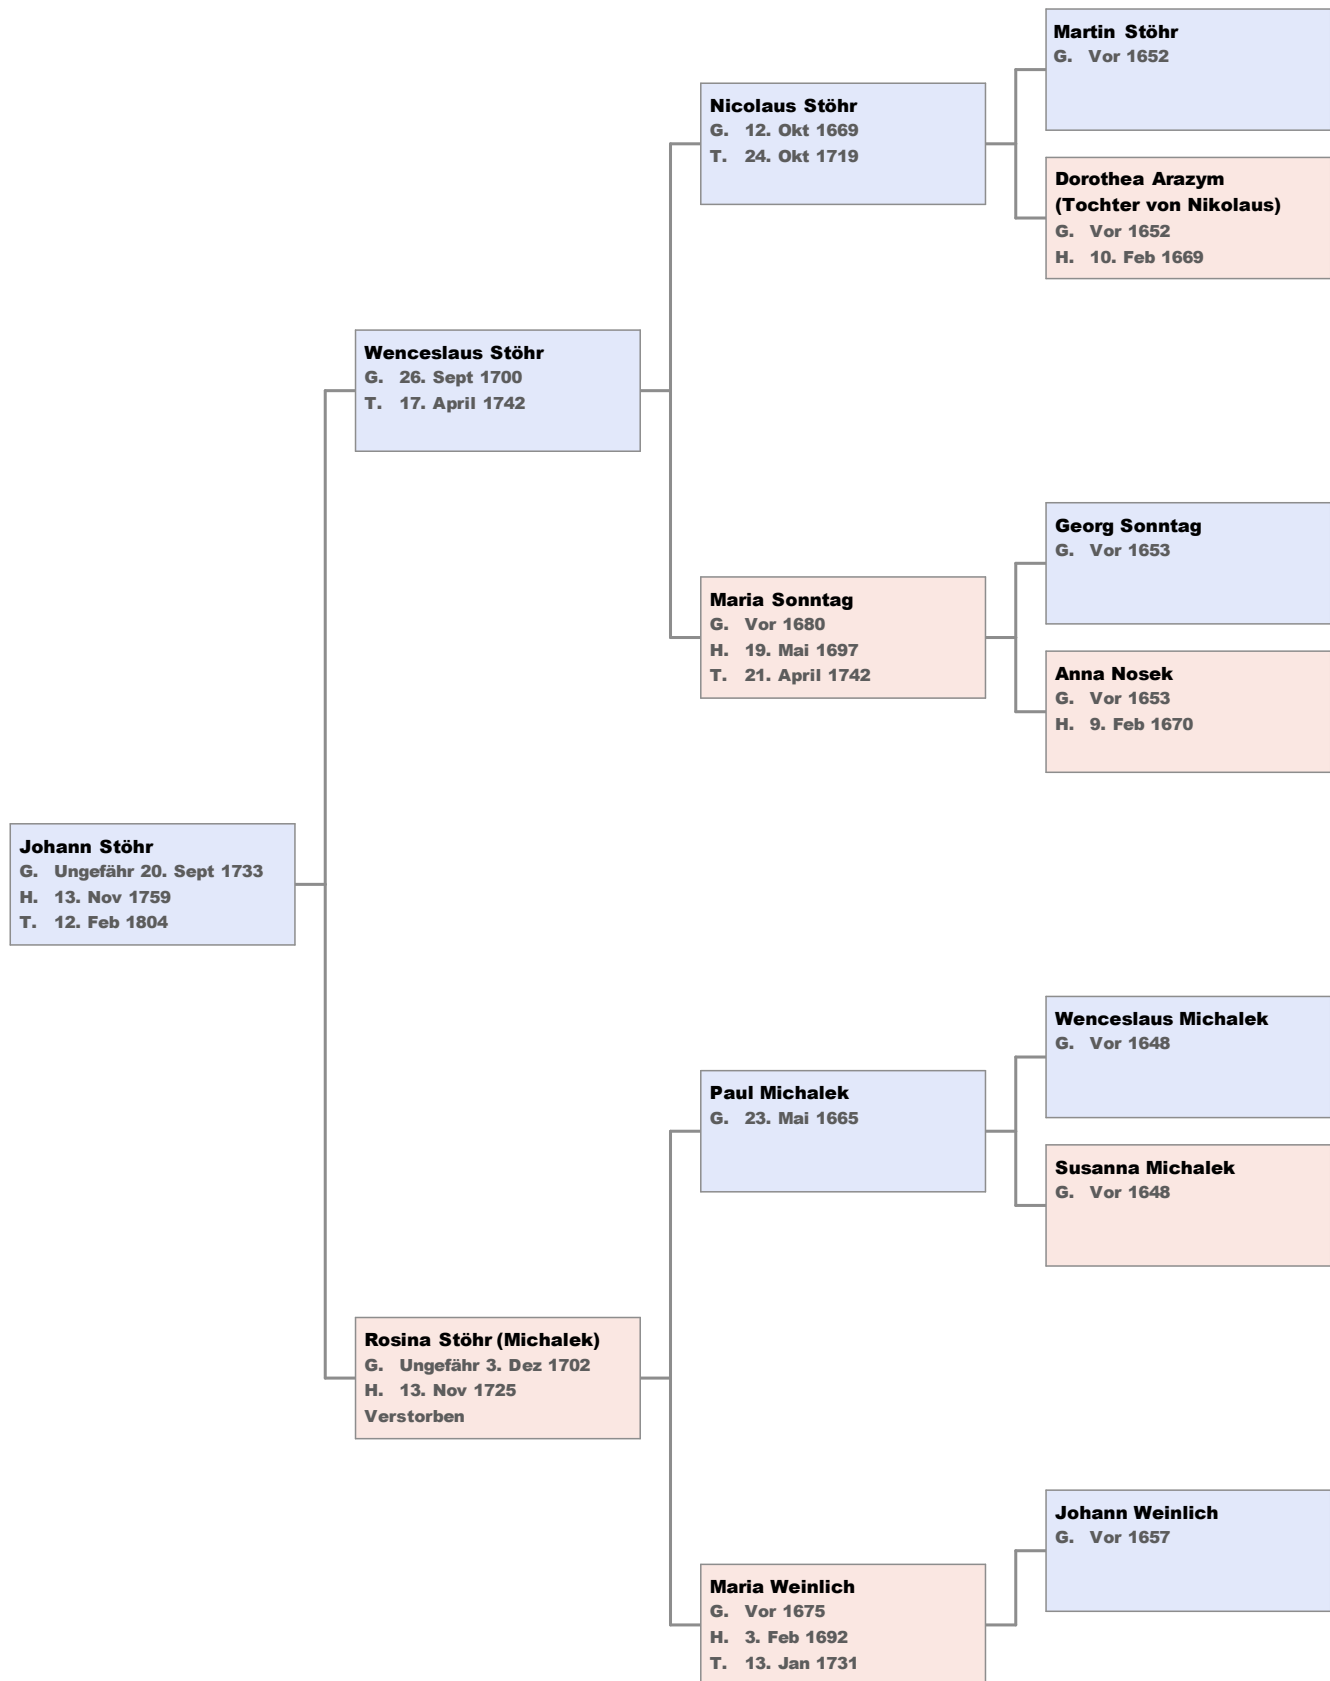 Martin Stöhr
G. Vor 1652
Nicolaus Stöhr
G. 12. Okt 1669
T. 24. Okt 1719
Dorothea Arazym
(Tochter von Nikolaus)
G. Vor 1652
H. 10. Feb 1669
Wenceslaus Stöhr
G. 26. Sept 1700
T. 17. April 1742
Georg Sonntag
G. Vor 1653
Maria Sonntag
G. Vor 1680
H. 19. Mai 1697
T. 21. April 1742
Anna Nosek
G. Vor 1653
H. 9. Feb 1670
Johann Stöhr
G. Ungefähr 20. Sept 1733
H. 13. Nov 1759
T. 12. Feb 1804
Wenceslaus Michalek
G. Vor 1648
Paul Michalek
G. 23. Mai 1665
Susanna Michalek
G. Vor 1648
Rosina Stöhr (Michalek)
G. Ungefähr 3. Dez 1702
H. 13. Nov 1725
Verstorben
Johann Weinlich
G. Vor 1657
Maria Weinlich
G. Vor 1675
H. 3. Feb 1692
T. 13. Jan 1731